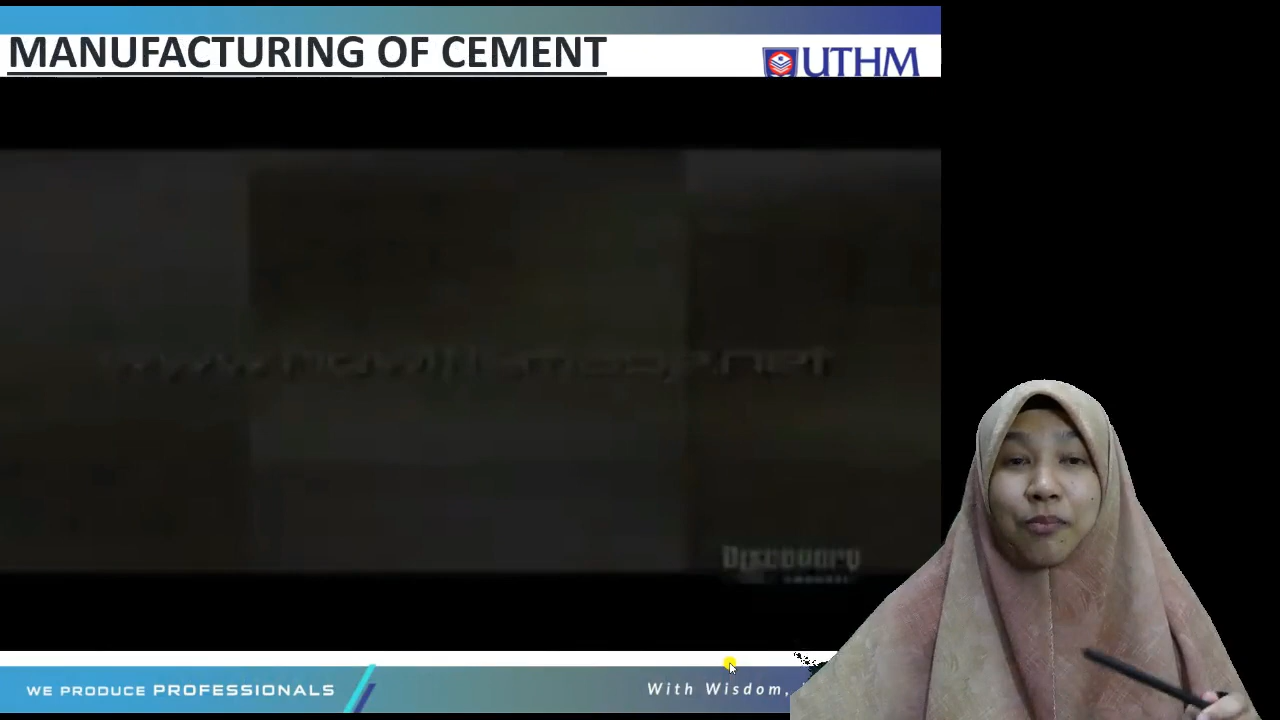 MANUFACTURING OF CEMENT
UTHM
Discovery
WE PRODUCE PROFESSIONALS
With Wisdom,